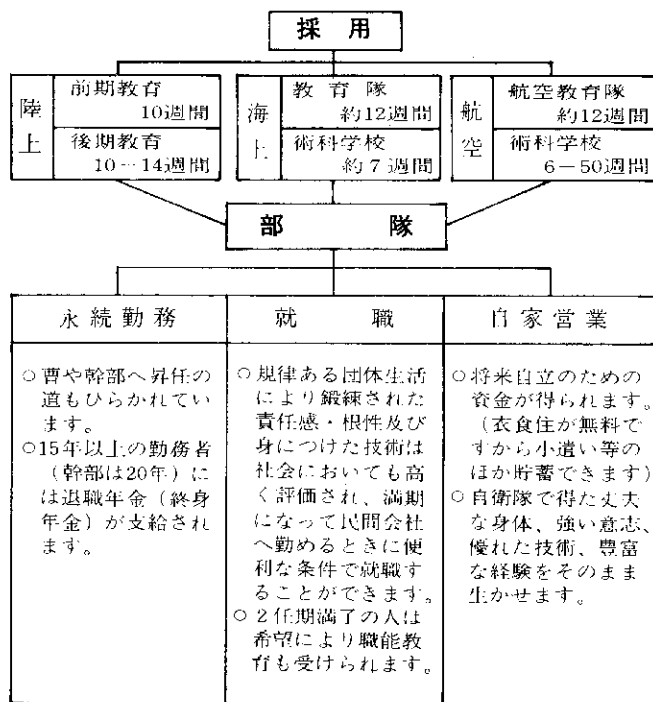 採用
陸上
前期教育
10週間
後期教育
10－14週間
海上
教育隊
約12週間
術科学校
約7週間
航空
航空教育隊
約12週間
術科学校
6－50週間
部隊
永続勤務
○曹や幹部へ昇任の
道もひらかれてい
ます。
○15年以上の勤務者
（幹部は20年）に
は退職年金（終身
年金）が支給され
ます。
就職
○規律ある団体生活
により鍛練された
責任感・根性及び
身につけた技術は
社会においても高
く評価され、満期
になって民間会社
へ勤めるときに便
利な条件で就職す
ることができます。
○2任期満了の人は
希望により職能教
育も受けられます。
自家営業
○将来自立のための
資金が得られます。
（衣食住が無料で
すから小遣い等の
ほか貯蓄できます）
○自衛隊で得た丈夫
な身体、強い意志、
優れた技術、豊富
な経験をそのまま
生かせます。